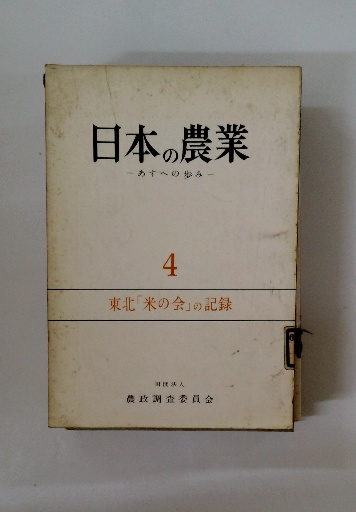 日本の農業
−あすへの歩み−
4
東北「米の会」の記録
財団法人
農政調査委員会